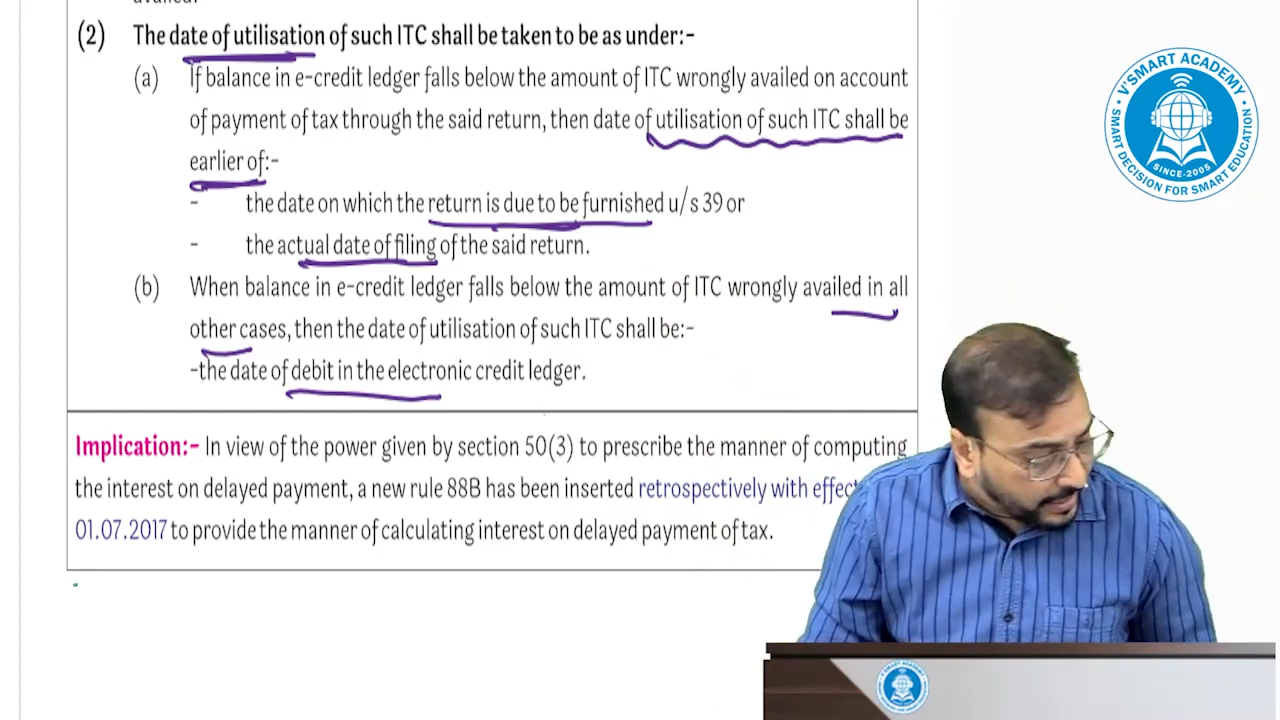 availed.
(2) The date of utilisation of such ITC shall be taken to be as under:-
(a) If balance in e-credit ledger falls below the amount of ITC wrongly availed on account
of payment of tax through the said return, then date of utilisation of such ITC shall be
earlier of:-
- the date on which the return is due to be furnished u/s 39 or
- the actual date of filing of the said return.
(b) When balance in e-credit ledger falls below the amount of ITC wrongly availed in all
other cases, then the date of utilisation of such ITC shall be:-
-the date of debit in the electronic credit ledger.
Implication:- In view of the power given by section 50(3) to prescribe the manner of computing
the interest on delayed payment, a new rule 88B has been inserted retrospectively with effect
01.07.2017 to provide the manner of calculating interest on delayed payment of tax.
V'SMART ACADEMY
SINCE-2005
SMART DECISION FOR SMART EDUCATION